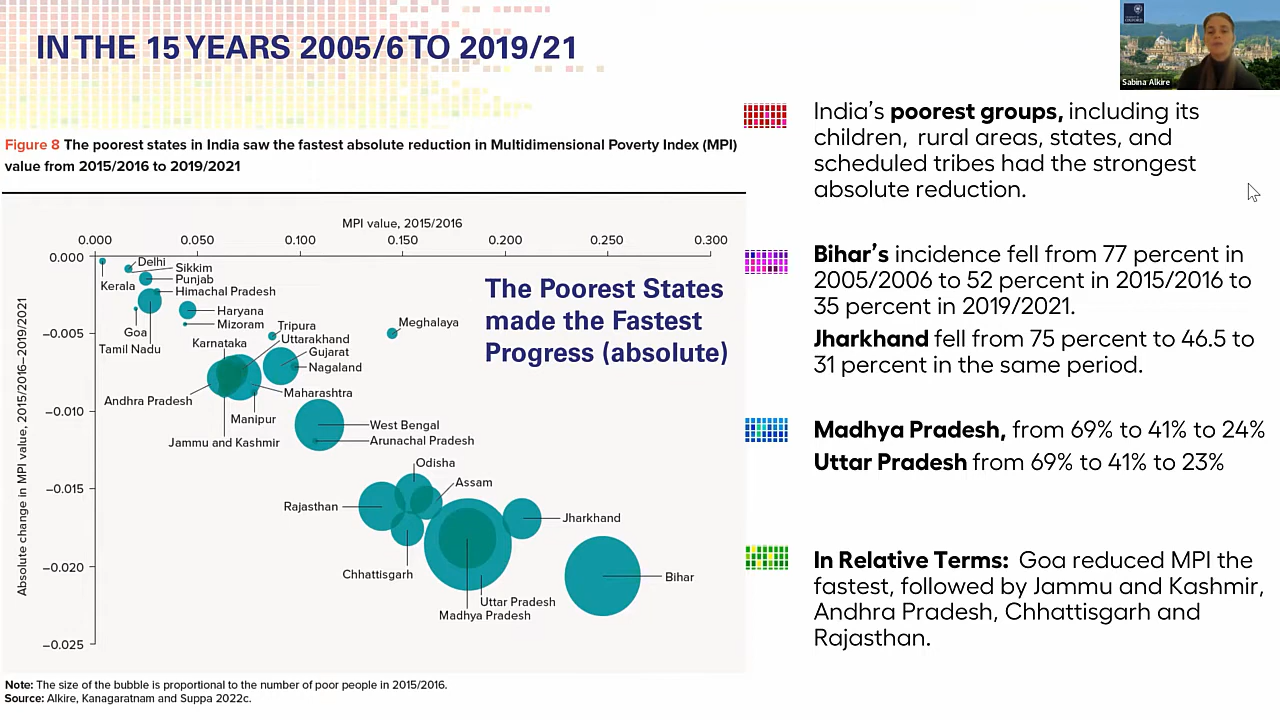 IN THE 15 YEARS 2005/6 TO 2019/21
Sabina Alkire
Figure 8 The poorest states in India saw the fastest absolute reduction in Multidimensional Poverty Index (MPI)
value from 2015/2016 to 2019/2021
MPI value, 2015/2016
0.000 0.050 0.100 0.150 0.200 0.250 0.300
Absolute change in MPI value, 2015/2016–2019/2021
0.000
−0.005
−0.010
−0.015
−0.020
−0.025
The Poorest States
made the Fastest
Progress (absolute)
Kerala
Delhi
Sikkim
Punjab
Himachal Pradesh
Haryana
Mizoram
Goa
Tamil Nadu
Karnataka
Tripura
Uttarakhand
Gujarat
Nagaland
Meghalaya
Andhra Pradesh
Maharashtra
Manipur
Jammu and Kashmir
West Bengal
Arunachal Pradesh
Odisha
Assam
Rajasthan
Jharkhand
Chhattisgarh
Bihar
Uttar Pradesh
Madhya Pradesh
Note: The size of the bubble is proportional to the number of poor people in 2015/2016.
Source: Alkire, Kanagaratnam and Suppa 2022c.
India’s poorest groups, including its
children, rural areas, states, and
scheduled tribes had the strongest
absolute reduction.
Bihar’s incidence fell from 77 percent in
2005/2006 to 52 percent in 2015/2016 to
35 percent in 2019/2021.
Jharkhand fell from 75 percent to 46.5 to
31 percent in the same period.
Madhya Pradesh, from 69% to 41% to 24%
Uttar Pradesh from 69% to 41% to 23%
In Relative Terms: Goa reduced MPI the
fastest, followed by Jammu and Kashmir,
Andhra Pradesh, Chhattisgarh and
Rajasthan.